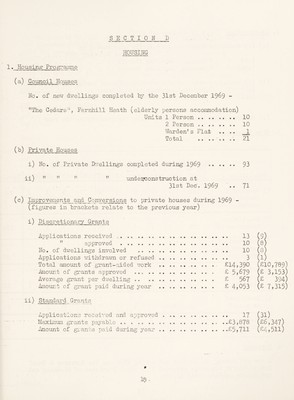 SECTION D
HOUSING
1. Housing Programme
(a) Council Houses
No. of new dwellings completed by the 31st December 1969 -
"The Cedars", Fernhill Heath (elderly persons accommodation)
Units 1 Person .. .. .. .. 10
2 Person .. .. .. .. 10
Warden's Flat .. .. 1
Total .. .. .. .. 21
(b) Private Houses
i) No. of Private Dwellings completed during 1969 .. .. .. 93
ii) " " " " under construction at
31st Dec. 1969 .. 71
(c) Improvements and Conversions to private houses during 1969 -
(figures in brackets relate to the previous year)
i) Discretionary Grants
Applications received .. .. .. .. .. .. .. .. .. 13 (9)
" approved .. .. .. .. .. .. .. .. .. 10 (8)
No. of dwellings involved .. .. .. .. .. .. .. 10 (8)
Applications withdrawn or refused .. .. .. .. .. 3 (1)
Total amount of grant-aided work .. .. .. .. .. £14,390 (£10,789)
Amount of grants approved .. .. .. .. .. .. £ 5,679 (£ 3,153)
Average grant per dwelling .. .. .. .. .. .. £ 567 (£ 394)
Amount of grant paid during year .. .. .. .. £ 4,053 (£ 7,315)
ii) Standard Grants
Applications received and approved .. .. .. .. .. 17 (31)
Maximum grants payable .. .. .. .. .. .. .. £3,878 (£6,347)
Amount of grants paid during year .. .. .. .. £5,711 (£4,511)